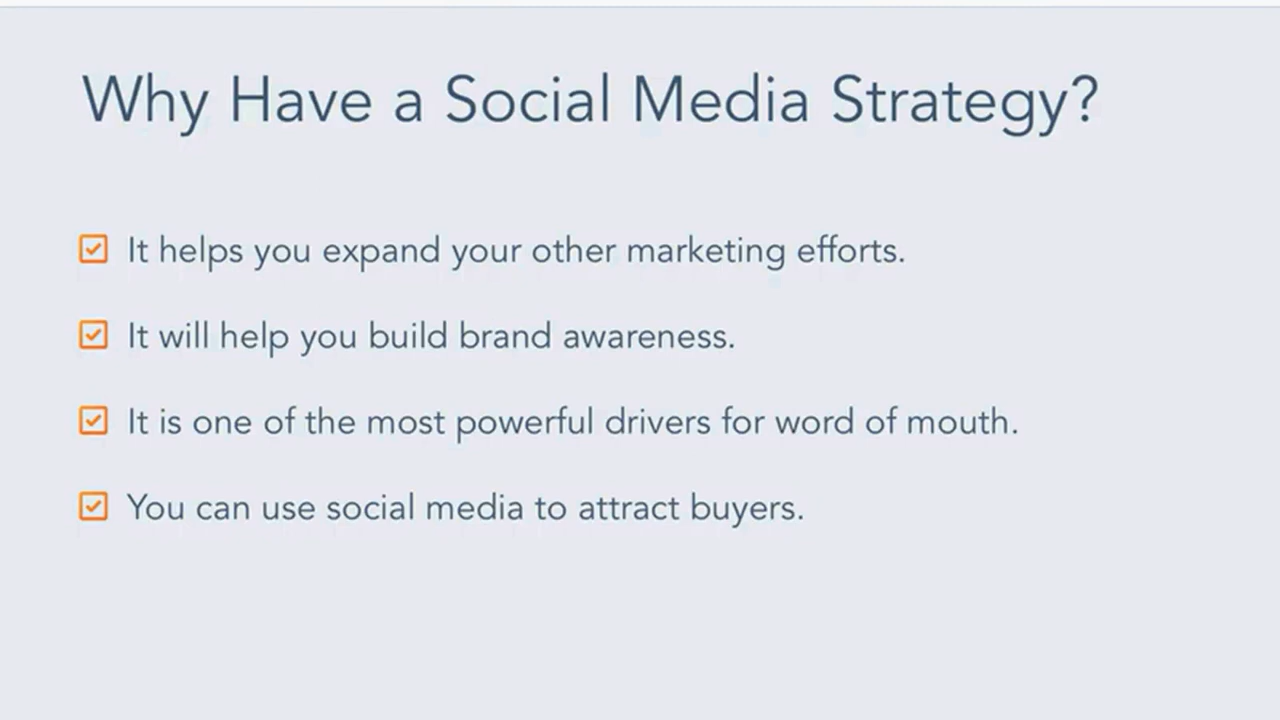 Why Have a Social Media Strategy?
It helps you expand your other marketing efforts.
It will help you build brand awareness.
It is one of the most powerful drivers for word of mouth.
You can use social media to attract buyers.